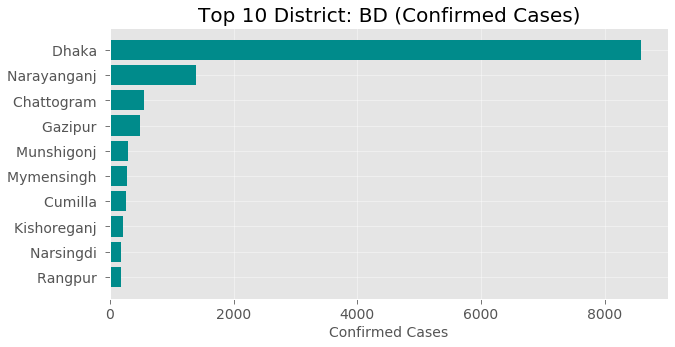 Top 10 District: BD (Confirmed Cases)
Dhaka
Narayanganj
Chattogram
Gazipur
Munshigonj
Mymensingh
Cumilla
Kishoreganj
Narsingdi
Rangpur
0 2000 4000 6000 8000
Confirmed Cases